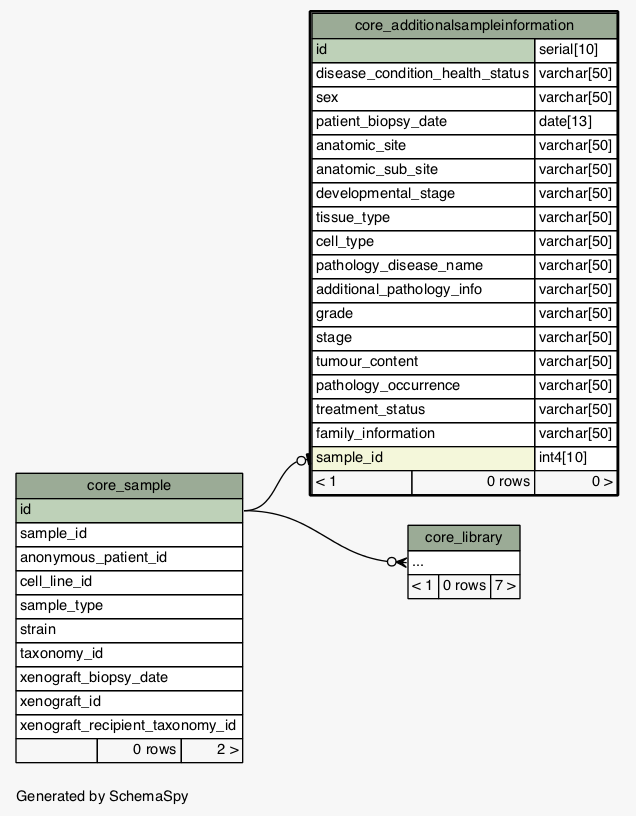 core_additionalsampleinformation
id serial[10]
disease_condition_health_status varchar[50]
sex varchar[50]
patient_biopsy_date date[13]
anatomic_site varchar[50]
anatomic_sub_site varchar[50]
developmental_stage varchar[50]
tissue_type varchar[50]
cell_type varchar[50]
pathology_disease_name varchar[50]
additional_pathology_info varchar[50]
grade varchar[50]
stage varchar[50]
tumour_content varchar[50]
pathology_occurrence varchar[50]
treatment_status varchar[50]
family_information varchar[50]
sample_id int4[10]
< 1 0 rows 0 >
core_sample
id
sample_id
anonymous_patient_id
cell_line_id
sample_type
strain
taxonomy_id
xenograft_biopsy_date
xenograft_id
xenograft_recipient_taxonomy_id
0 rows 2 >
core_library
...
< 1 0 rows 7 >
Generated by SchemaSpy